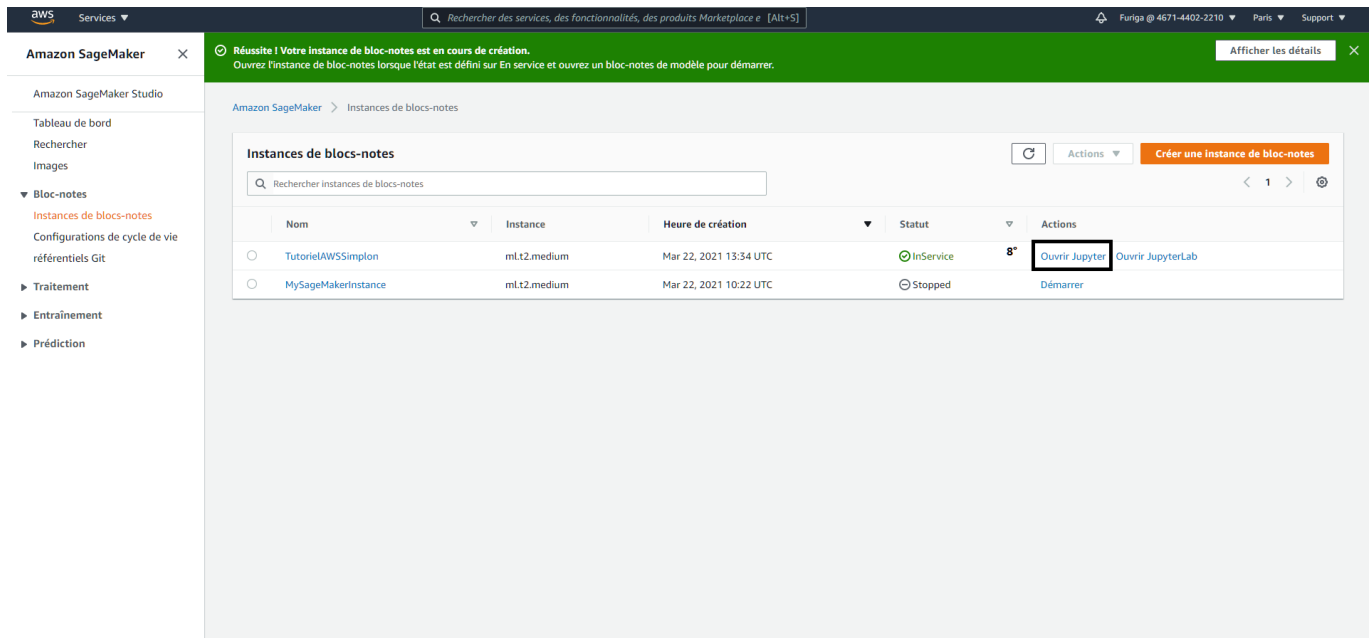 aws Services ▼ Rechercher des services, des fonctionnalités, des produits Marketplace e [Alt+S] Furiga @ 4671-4402-2210 ▼ Paris ▼ Support ▼
Amazon SageMaker
Réussite ! Votre instance de bloc-notes est en cours de création.
Ouvrez l'instance de bloc-notes lorsque l'état est défini sur En service et ouvrez un bloc-notes de modèle pour démarrer.
Afficher les détails
Amazon SageMaker Studio
Tableau de bord
Rechercher
Images
Bloc-notes
Instances de blocs-notes
Configurations de cycle de vie
référentiels Git
Traitement
Entraînement
Prédiction
Amazon SageMaker > Instances de blocs-notes
Instances de blocs-notes
Actions ▼ Créer une instance de bloc-notes
Rechercher instances de blocs-notes
< 1 >
Nom Instance Heure de création Statut Actions
TutorielAWSSimplon ml.t2.medium Mar 22, 2021 13:34 UTC InService 8° Ouvrir Jupyter Ouvrir JupyterLab
MySageMakerInstance ml.t2.medium Mar 22, 2021 10:22 UTC Stopped Démarrer